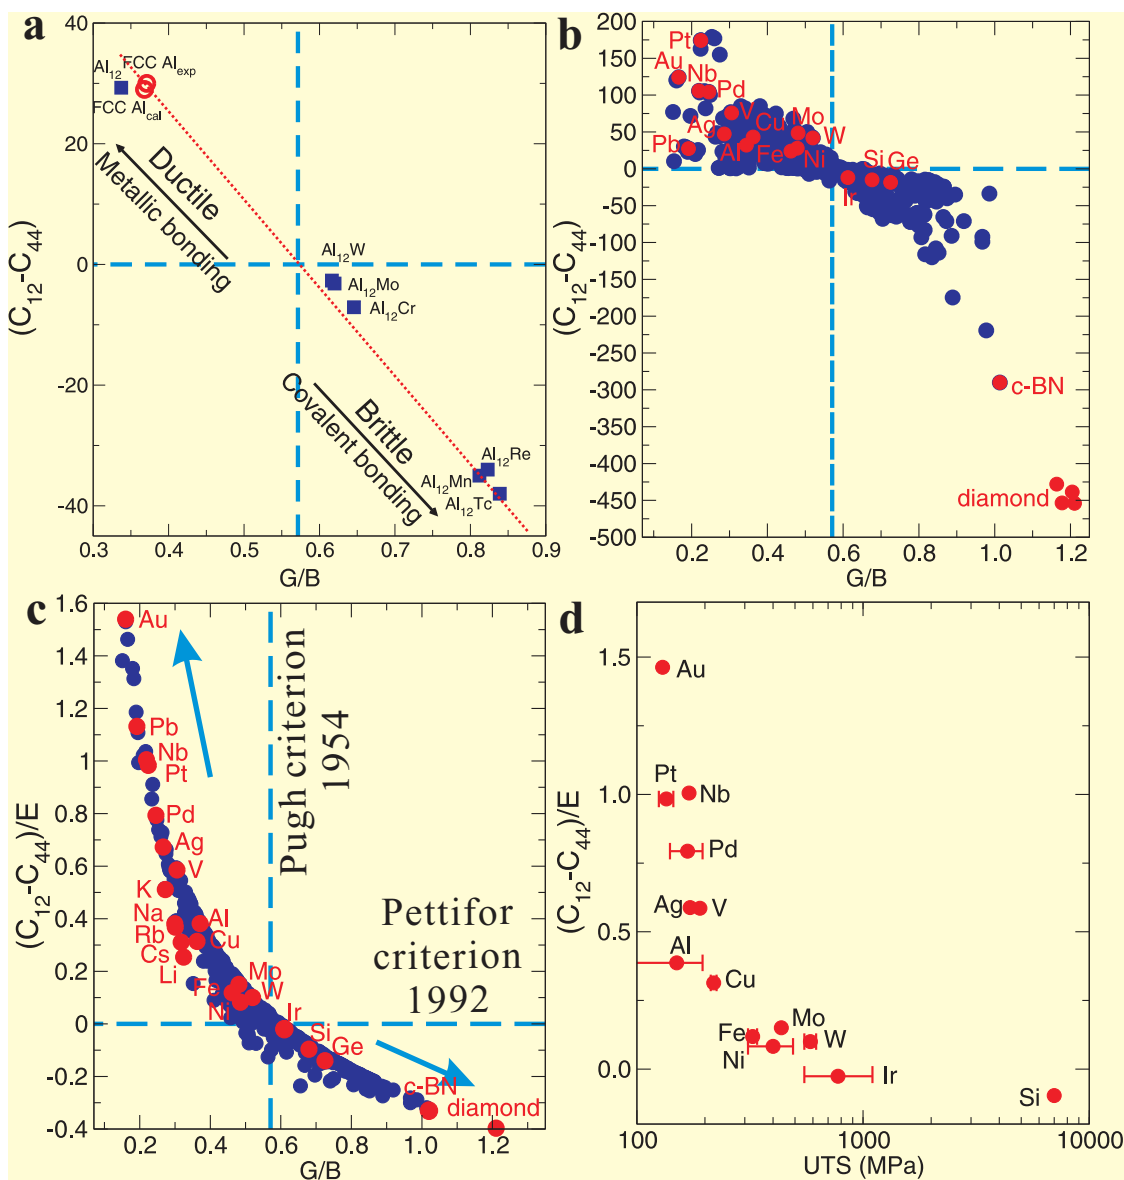 a
40
20
0
-20
-40
(C12-C44)
Al12
FCC Alexp
FCC Alcal
Ductile
Metallic bonding
Al12W
Al12Mo
Al12Cr
Brittle
Covalent bonding
Al12Re
Al12Mn
Al12Tc
0.3 0.4 0.5 0.6 0.7 0.8 0.9
G/B
b
200
150
100
50
0
-50
-100
-150
-200
-250
-300
-350
-400
-450
-500
(C12-C44)
Pt
Au
Nb
Pd
Ag
V
Cu
Mo
W
Pb
Al
Fe
Ni
Si
Ge
Ir
c-BN
diamond
0.2 0.4 0.6 0.8 1.0 1.2
G/B
c
1.6
1.4
1.2
1
0.8
0.6
0.4
0.2
0
-0.2
-0.4
(C12-C44)/E
Au
Pb
Nb
Pt
Pd
Ag
V
K
Na
Al
Rb
Cu
Cs
Li
Fe
Mo
W
Ni
Ir
Si
Ge
c-BN
diamond
Pugh criterion
1954
Pettifor
criterion
1992
0.2 0.4 0.6 0.8 1.0 1.2
G/B
d
1.5
1.0
0.5
0.0
(C12-C44)/E
Au
Pt
Nb
Pd
Ag
V
Al
Cu
Fe
Mo
W
Ni
Ir
Si
100 1000 10000
UTS (MPa)